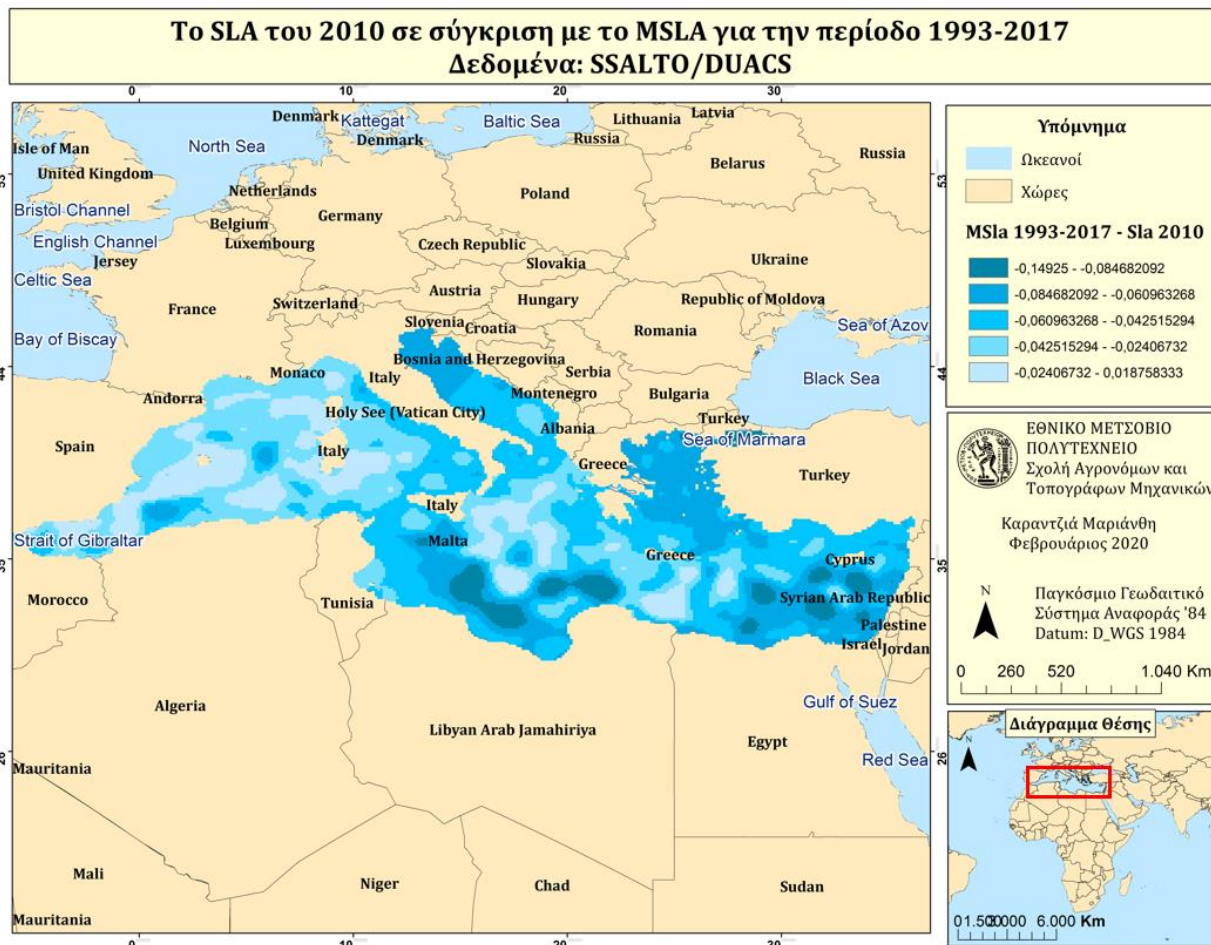 Το SLA του 2010 σε σύγκριση με το MSLA για την περίοδο 1993-2017
Δεδομένα: SSALTO/DUACS
0
10
20
30
Denmark
Kattegat
Baltic Sea
Lithuania
Latvia
Isle of Man
North Sea
Denmark
Russia
Russia
Belarus
53
United Kingdom
Netherlands
Poland
53
Bristol Channel
Belgium
Germany
English Channel
Luxembourg
Czech Republic
Jersey
Slovakia
Ukraine
Celtic Sea
Austria
France
Switzerland
Hungary
Republic of Moldova
Slovenia
Croatia
Romania
Sea of Azov
Bay of Biscay
Bosnia and Herzegovina
44
Monaco
Italy
Serbia
Black Sea
44
Andorra
Montenegro
Bulgaria
Holy See (Vatican City)
Albania
Turkey
Spain
Italy
Sea of Marmara
Greece
Turkey
Italy
Strait of Gibraltar
Malta
Greece
Cyprus
35
35
Morocco
Tunisia
Syrian Arab Republic
Palestine
Israel
Jordan
Algeria
Libyan Arab Jamahiriya
Gulf of Suez
Egypt
26
Red Sea
26
Mauritania
Mali
Niger
Chad
Sudan
Mauritania
0
10
20
30
Υπόμνημα
Ωκεανοί
Χώρες
MSla 1993-2017 - Sla 2010
-0,14925 - -0,084682092
-0,084682092 - -0,060963268
-0,060963268 - -0,042515294
-0,042515294 - -0,02406732
-0,02406732 - 0,018758333
ΕΘΝΙΚΟ ΜΕΤΣΟΒΙΟ
ΠΟΛΥΤΕΧΝΕΙΟ
Σχολή Αγρονόμων και
Τοπογράφων Μηχανικών
Καραντζιά Μαριάνθη
Φεβρουάριος 2020
N
Παγκόσμιο Γεωδαιτικό
Σύστημα Αναφοράς '84
Datum: D_WGS 1984
0 260 520 1.040 Km
Διάγραμμα Θέσης
N
6.000 Km